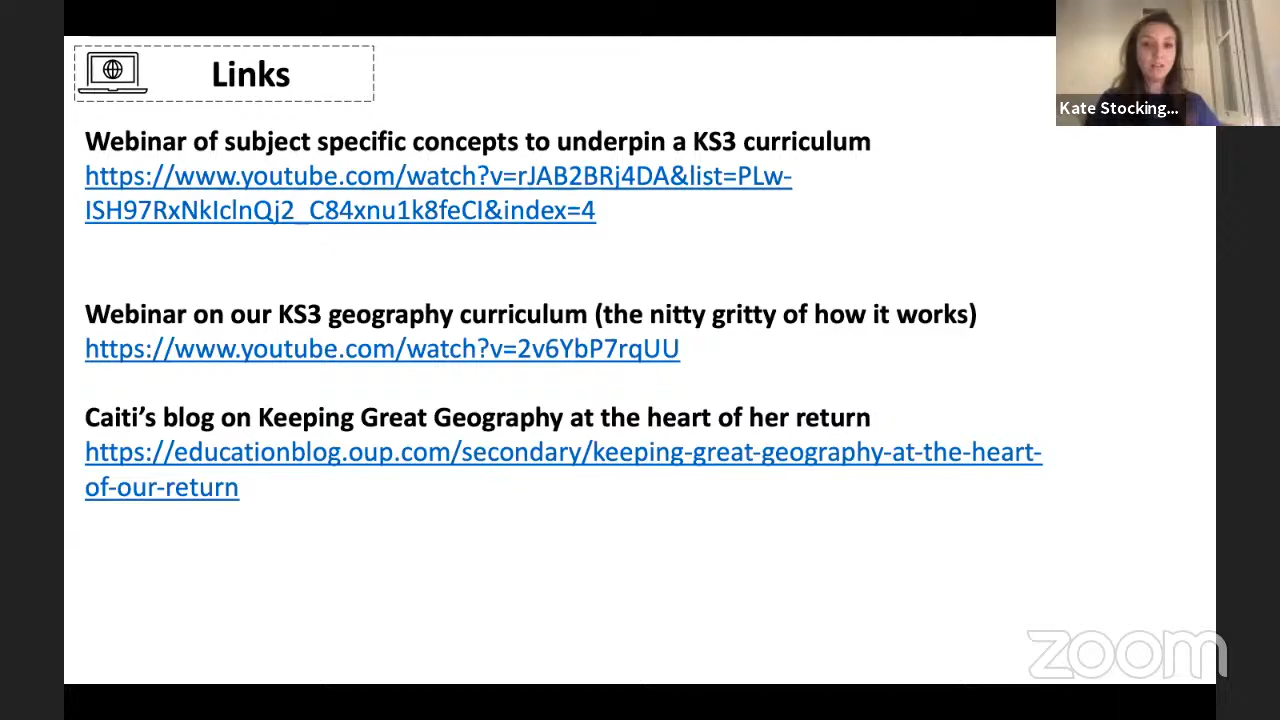 Links
Webinar of subject specific concepts to underpin a KS3 curriculum
https://www.youtube.com/watch?v=rJAB2BRj4DA&list=PLw-
ISH97RxNkIclnQj2_C84xnu1k8feCI&index=4
Webinar on our KS3 geography curriculum (the nitty gritty of how it works)
https://www.youtube.com/watch?v=2v6YbP7rqUU
Caiti’s blog on Keeping Great Geography at the heart of her return
https://educationblog.oup.com/secondary/keeping-great-geography-at-the-heart-
of-our-return
Kate Stocking...
zoom